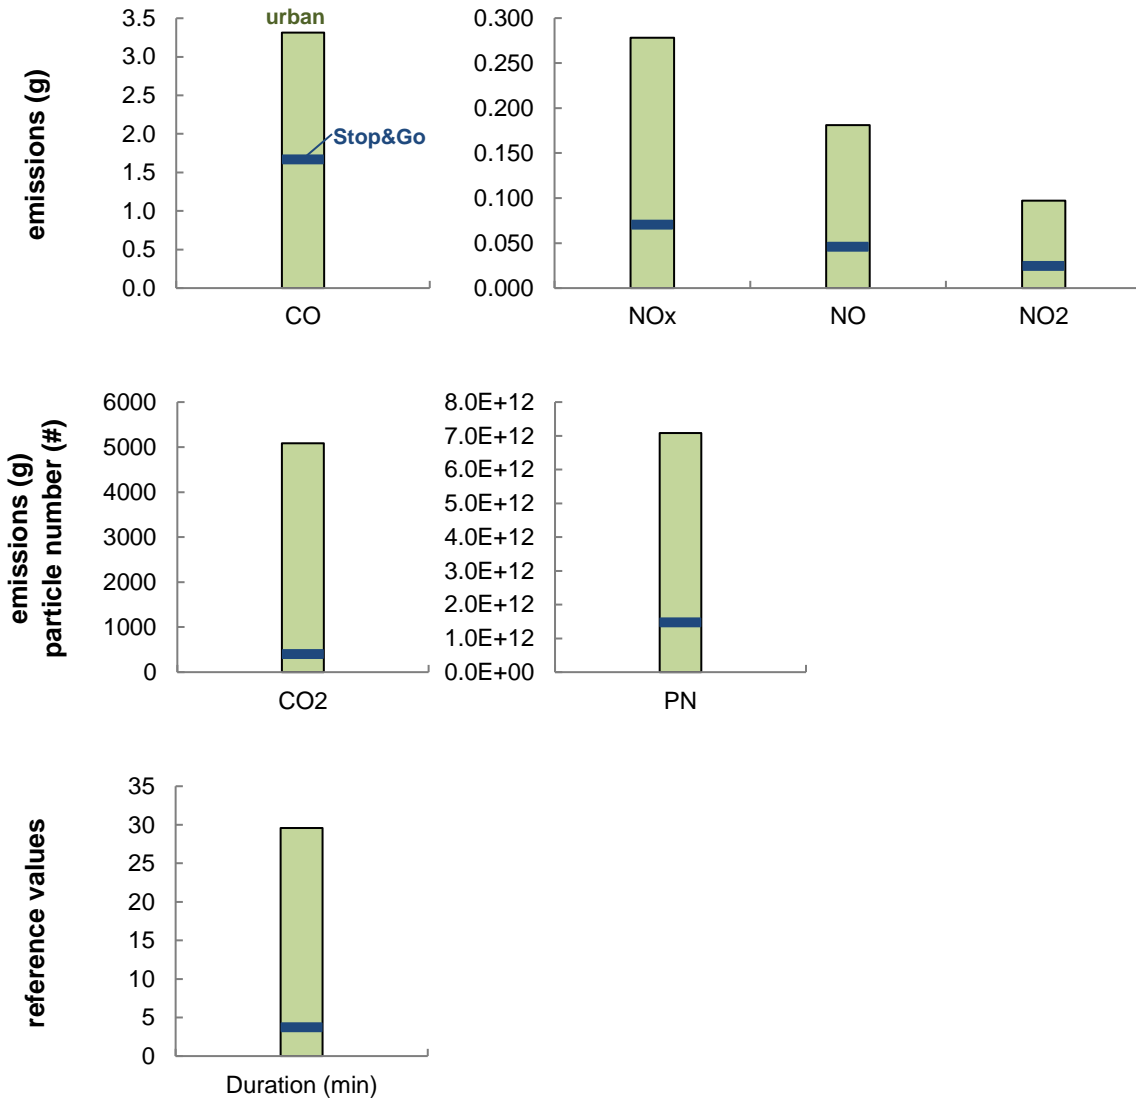 emissions (g)
3.5
3.0
2.5
2.0
1.5
1.0
0.5
0.0
urban
Stop&Go
CO
0.300
0.250
0.200
0.150
0.100
0.050
0.000
NOx
NO
NO2
emissions (g)
particle number (#)
6000
5000
4000
3000
2000
1000
0
CO2
8.0E+12
7.0E+12
6.0E+12
5.0E+12
4.0E+12
3.0E+12
2.0E+12
1.0E+12
0.0E+00
PN
reference values
35
30
25
20
15
10
5
0
Duration (min)